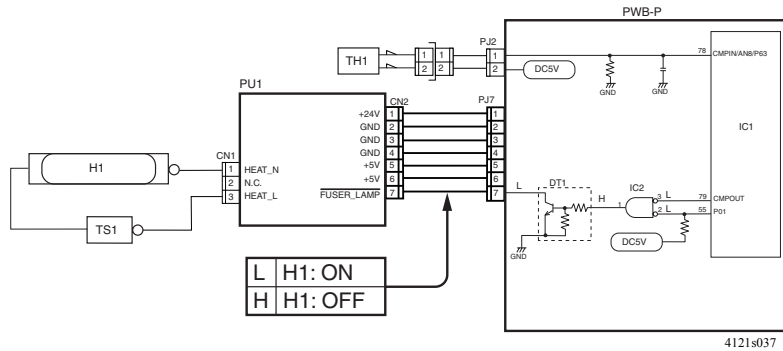 PWB-P
PJ2
TH1
1
2
1
2
1
2
DC5V
GND
GND
78
CMPIN/AN8/P63
IC1
PU1
CN2
PJ7
+24V
1
1
GND
2
2
GND
3
3
GND
4
4
+5V
5
5
+5V
6
6
FUSER_LAMP
7
7
CN1
1
HEAT_N
2
N.C.
3
HEAT_L
H1
TS1
L
DT1
H
IC2
1
3
L
79
CMPOUT
2
L
55
P01
DC5V
GND
L H1: ON
H H1: OFF
4121s037